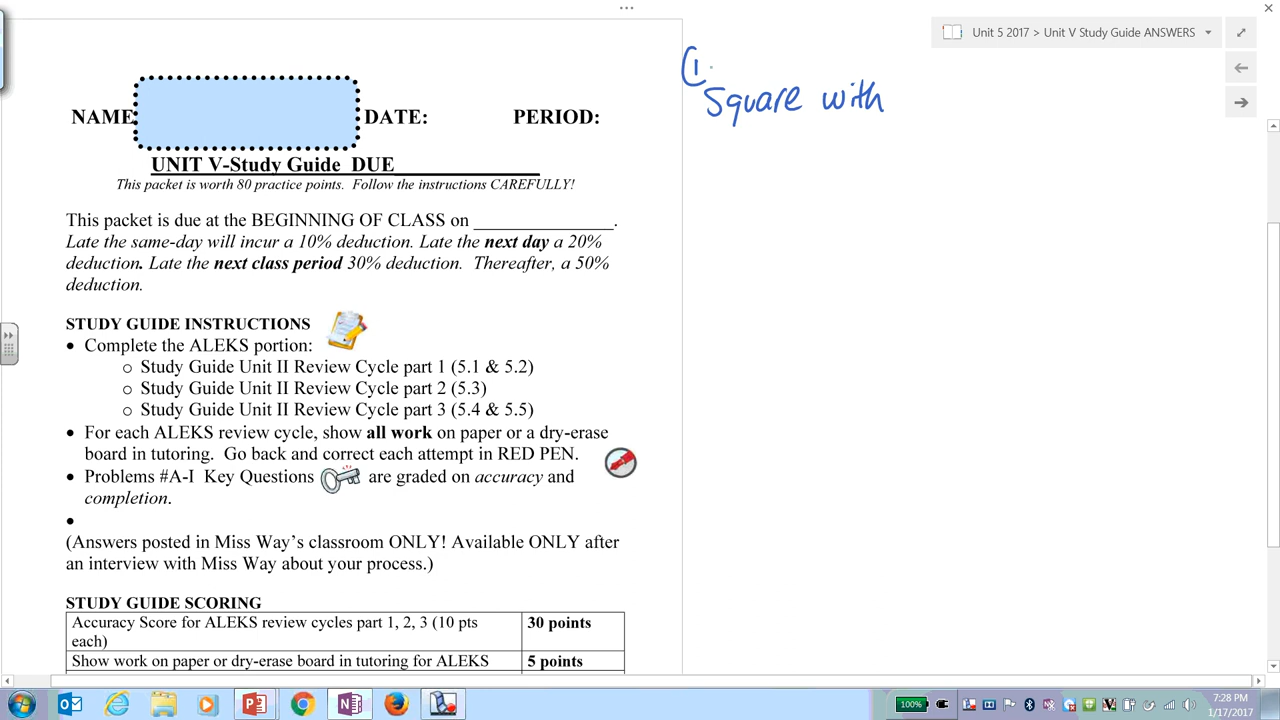 Unit 5 2017 > Unit V Study Guide ANSWERS
(1.
Square with
NAME DATE: PERIOD:
UNIT V-Study Guide DUE_____________
This packet is worth 80 practice points. Follow the instructions CAREFULLY!
This packet is due at the BEGINNING OF CLASS on _______________.
Late the same-day will incur a 10% deduction. Late the next day a 20%
deduction. Late the next class period 30% deduction. Thereafter, a 50%
deduction.
STUDY GUIDE INSTRUCTIONS
• Complete the ALEKS portion:
o Study Guide Unit II Review Cycle part 1 (5.1 & 5.2)
o Study Guide Unit II Review Cycle part 2 (5.3)
o Study Guide Unit II Review Cycle part 3 (5.4 & 5.5)
• For each ALEKS review cycle, show all work on paper or a dry-erase
board in tutoring. Go back and correct each attempt in RED PEN.
• Problems #A-I Key Questions are graded on accuracy and
completion.
•
(Answers posted in Miss Way's classroom ONLY! Available ONLY after
an interview with Miss Way about your process.)
STUDY GUIDE SCORING
Accuracy Score for ALEKS review cycles part 1, 2, 3 (10 pts
each) 30 points
Show work on paper or dry-erase board in tutoring for ALEKS 5 points
100%
7:28 PM
1/17/2017